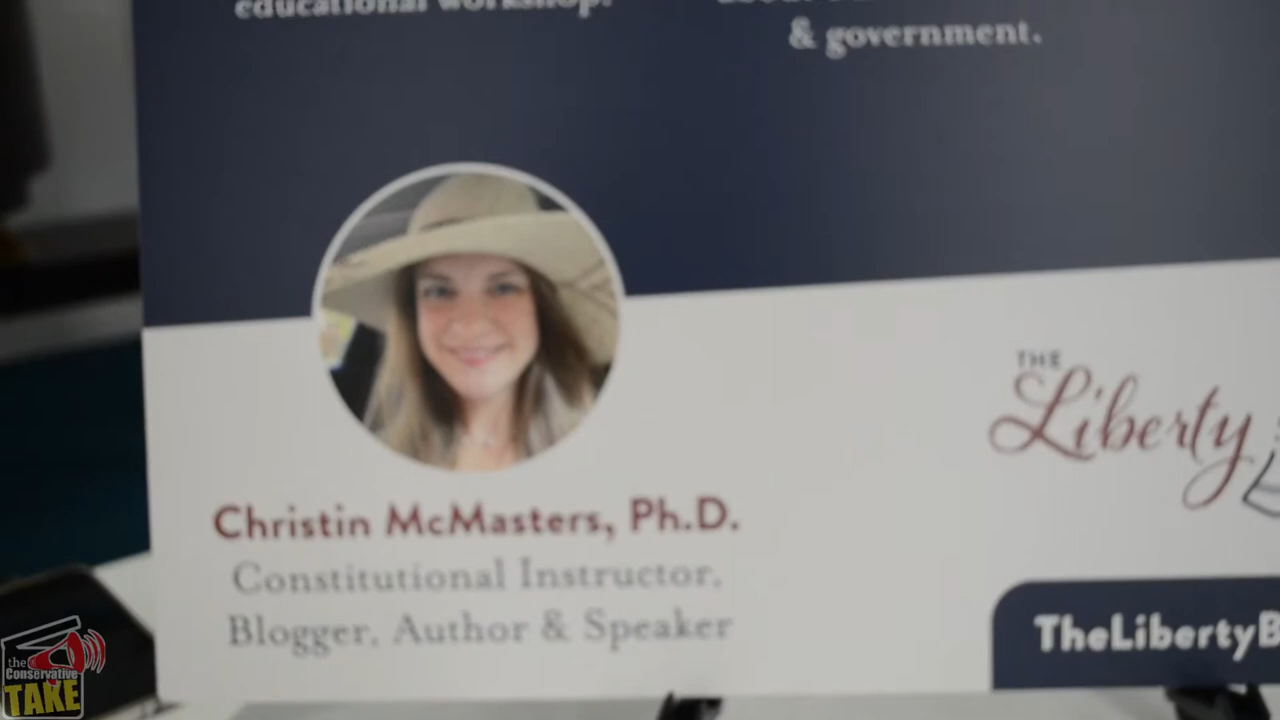 educational workshop.
& government.
THE
Liberty
Christin McMasters, Ph.D.
Constitutional Instructor,
Blogger, Author & Speaker
TheLibertyB
the
Conservative
TAKE